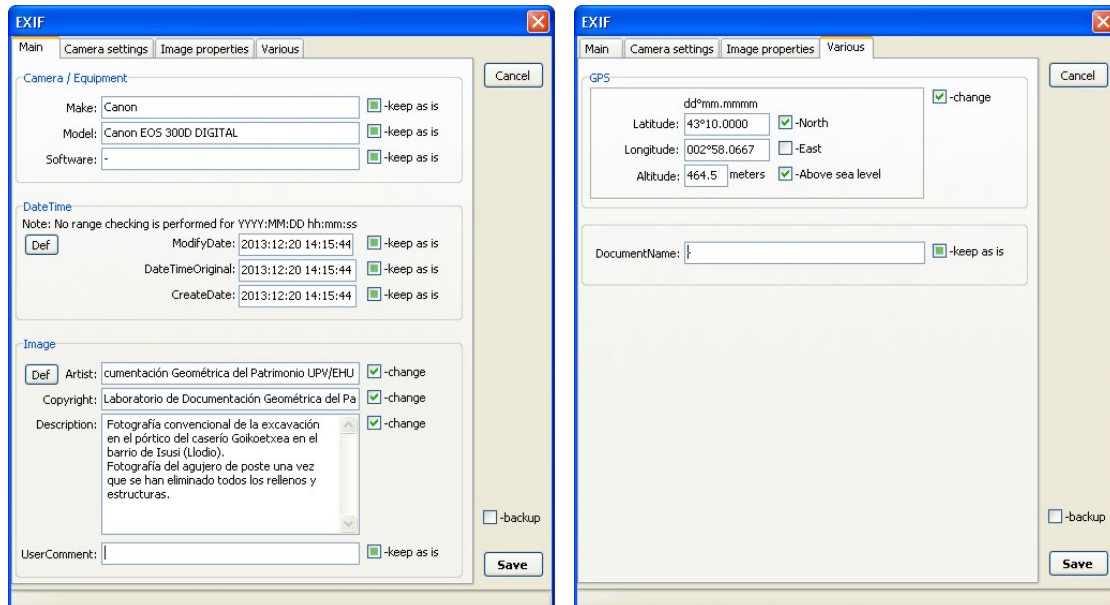 EXIF
Main Camera settings Image properties Various
Cancel
Camera / Equipment
Make: Canon -keep as is
Model: Canon EOS 300D DIGITAL -keep as is
Software: - -keep as is
DateTime
Note: No range checking is performed for YYYY:MM:DD hh:mm:ss
Def ModifyDate: 2013:12:20 14:15:44 -keep as is
DateTimeOriginal: 2013:12:20 14:15:44 -keep as is
CreateDate: 2013:12:20 14:15:44 -keep as is
Image
Def Artist: cumentación Geométrica del Patrimonio UPV/EHU -change
Copyright: Laboratorio de Documentación Geométrica del Pa -change
Description: Fotografía convencional de la excavación -change
en el pórtico del caserío Goikoetxea en el
barrio de Isusi (Llodio).
Fotografía del agujero de poste una vez
que se han eliminado todos los rellenos y
estructuras.
-backup
UserComment: -keep as is
Save
EXIF
Main Camera settings Image properties Various
Cancel
GPS
-change
dd°mm.mmmm
Latitude: 43°10.0000 -North
Longitude: 002°58.0667 -East
Altitude: 464.5 meters -Above sea level
DocumentName: - -keep as is
-backup
Save